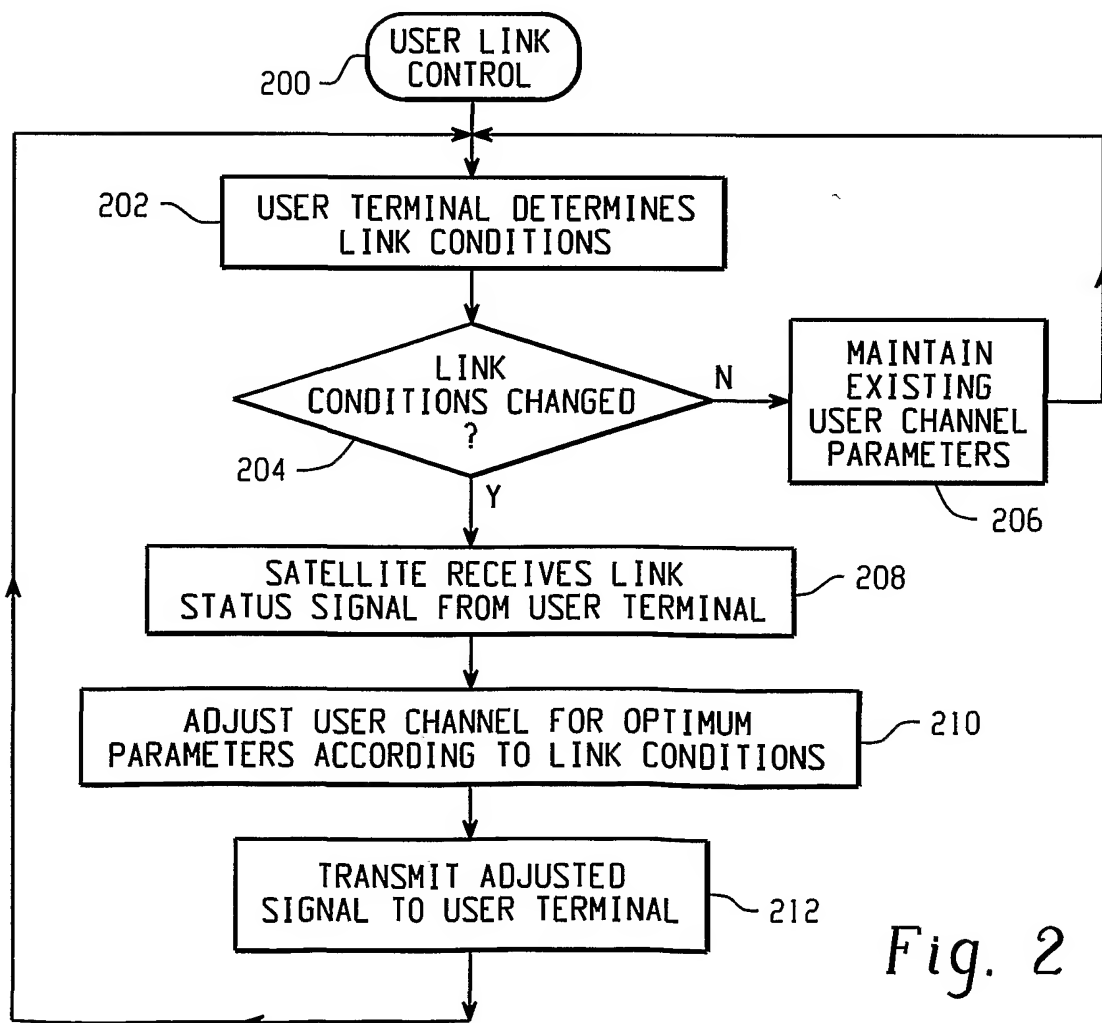 USER LINK
CONTROL
200
202
USER TERMINAL DETERMINES
LINK CONDITIONS
LINK
CONDITIONS CHANGED
?
204
N
MAINTAIN
EXISTING
USER CHANNEL
PARAMETERS
206
Y
SATELLITE RECEIVES LINK
STATUS SIGNAL FROM USER TERMINAL
208
ADJUST USER CHANNEL FOR OPTIMUM
PARAMETERS ACCORDING TO LINK CONDITIONS
210
TRANSMIT ADJUSTED
SIGNAL TO USER TERMINAL
212
Fig. 2